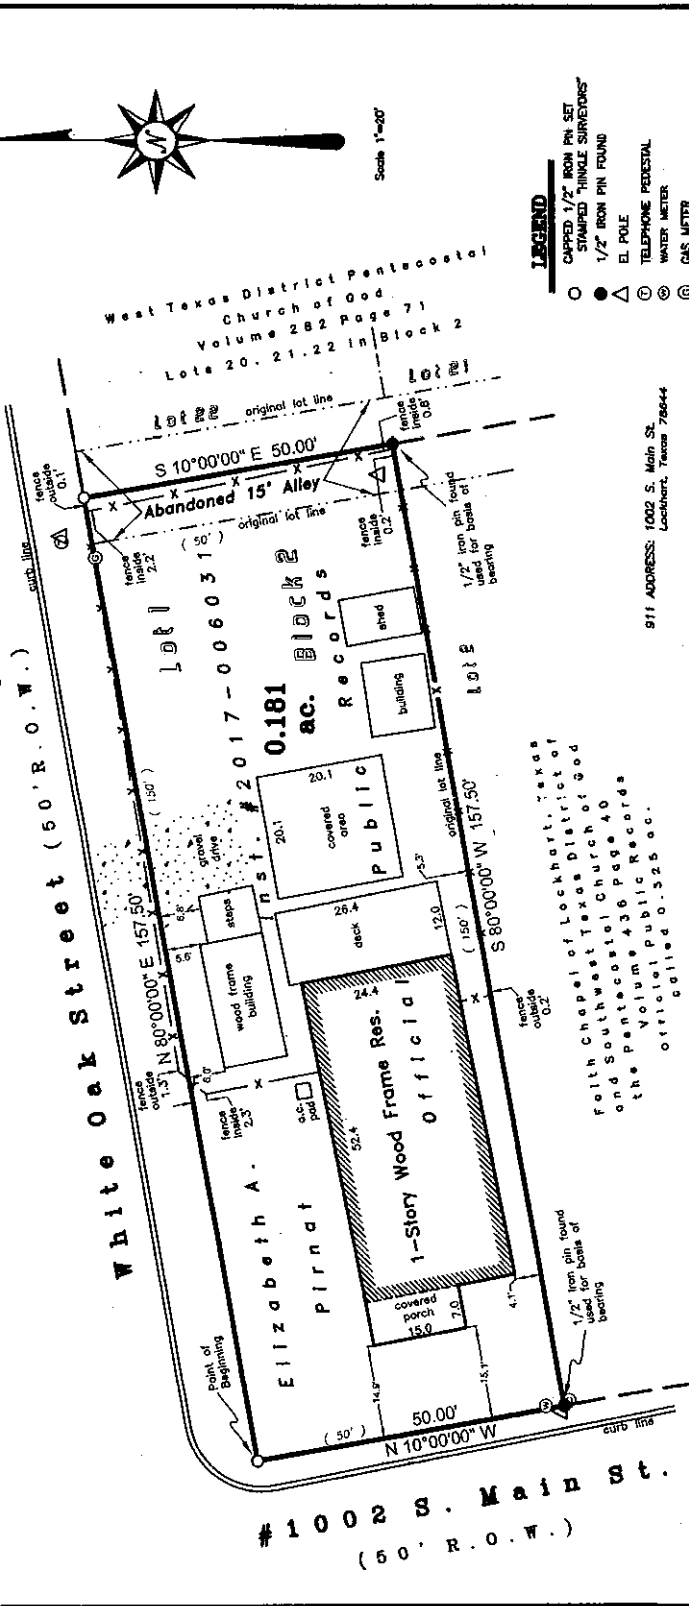 White Oak Street (50'R.O.W.)
curb line
Scale 1"=20'
N
LEGEND
CAPPED 1/2" IRON PIN SET
STAMPED "HINKLE SURVEYORS"
1/2" IRON PIN FOUND
EL POLE
T TELEPHONE PEDESTAL
W WATER METER
G GAS METER
911 ADDRESS: 1002 S. Main St.
Lockhart, Texas 78644
West Texas District Pentecostal
Church of God
Volume 282 Page 71
Lots 20, 21, 22 in Block 2
Lot 22
original lot line
Lot 21
fence
outside
0.1'
S 10°00'00" E 50.00'
Abandoned 15' Alley
fence
inside
0.8'
G
fence
inside
2.2'
( 50' )
original lot line
fence
inside
0.2'
1/2" iron pin found
used for basis of
bearing
Lot 1
Block 2
Inst. #2017-006031
0.181
ac.
Official Public Records
shed
building
Lot 2
N 80°00'00" E 157.50'
( 150' )
gravel
drive
20.1
20.1
covered
area
original lot line
steps
6.8'
5.6'
wood frame
building
26.4
deck
12.0
5.3'
S 80°00'00" W 157.50'
( 150' )
fence
outside
1.3'
6.0'
fence
inside
2.3'
a.c.
pad
24.4
52.4
1-Story Wood Frame Res.
fence
outside
0.2'
Faith Chapel of Lockhart, Texas
and Southwest Texas District of
the Pentecostal Church of God
Volume 436 Page 40
Official Public Records
called 0.325 ac.
Elizabeth A.
Pirnat
Point of
Beginning
covered
porch
15.0
7.0
4.1'
14.9'
15.1'
1/2" iron pin found
used for basis of
bearing
( 50' )
50.00'
N 10°00'00" W
W
curb line
#1002 S. Main St.
(50' R.O.W.)